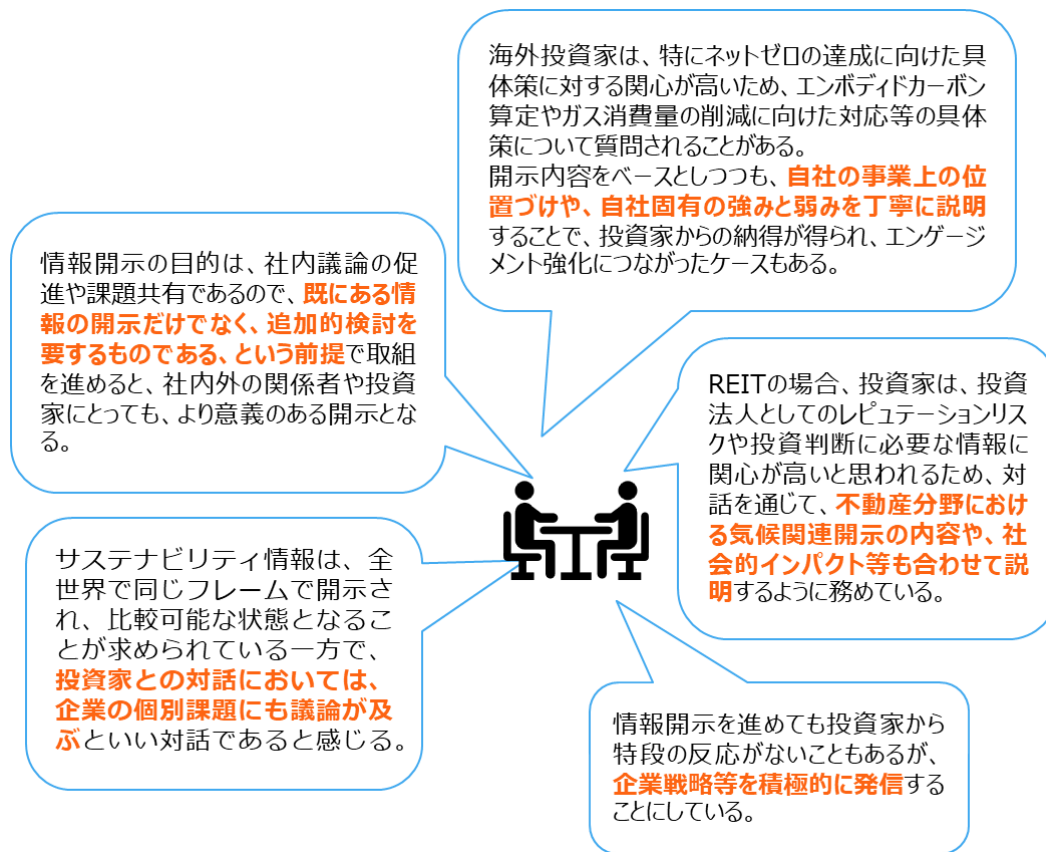 海外投資家は、特にネットゼロの達成に向けた具
体策に対する関心が高いため、エンボディドカーボン
算定やガス消費量の削減に向けた対応等の具体
策について質問されることがある。
開示内容をベースとしつつも、自社の事業上の位
置づけや、自社固有の強みと弱みを丁寧に説明
することで、投資家からの納得が得られ、エンゲージ
メント強化につながったケースもある。
情報開示の目的は、社内議論の促
進や課題共有であるので、既にある情
報の開示だけでなく、追加的検討を
要するものである、という前提で取組
を進めると、社内外の関係者や投資
家にとっても、より意義のある開示とな
る。
REITの場合、投資家は、投資
法人としてのレピュテーションリス
クや投資判断に必要な情報に
関心が高いと思われるため、対
話を通じて、不動産分野におけ
る気候関連開示の内容や、社
会的インパクト等も合わせて説
明するように務めている。
サステナビリティ情報は、全
世界で同じフレームで開示さ
れ、比較可能な状態となるこ
とが求められている一方で、
投資家との対話においては、
企業の個別課題にも議論が及
ぶといい対話であると感じる。
情報開示を進めても投資家から
特段の反応がないこともあるが、
企業戦略等を積極的に発信する
ことにしている。